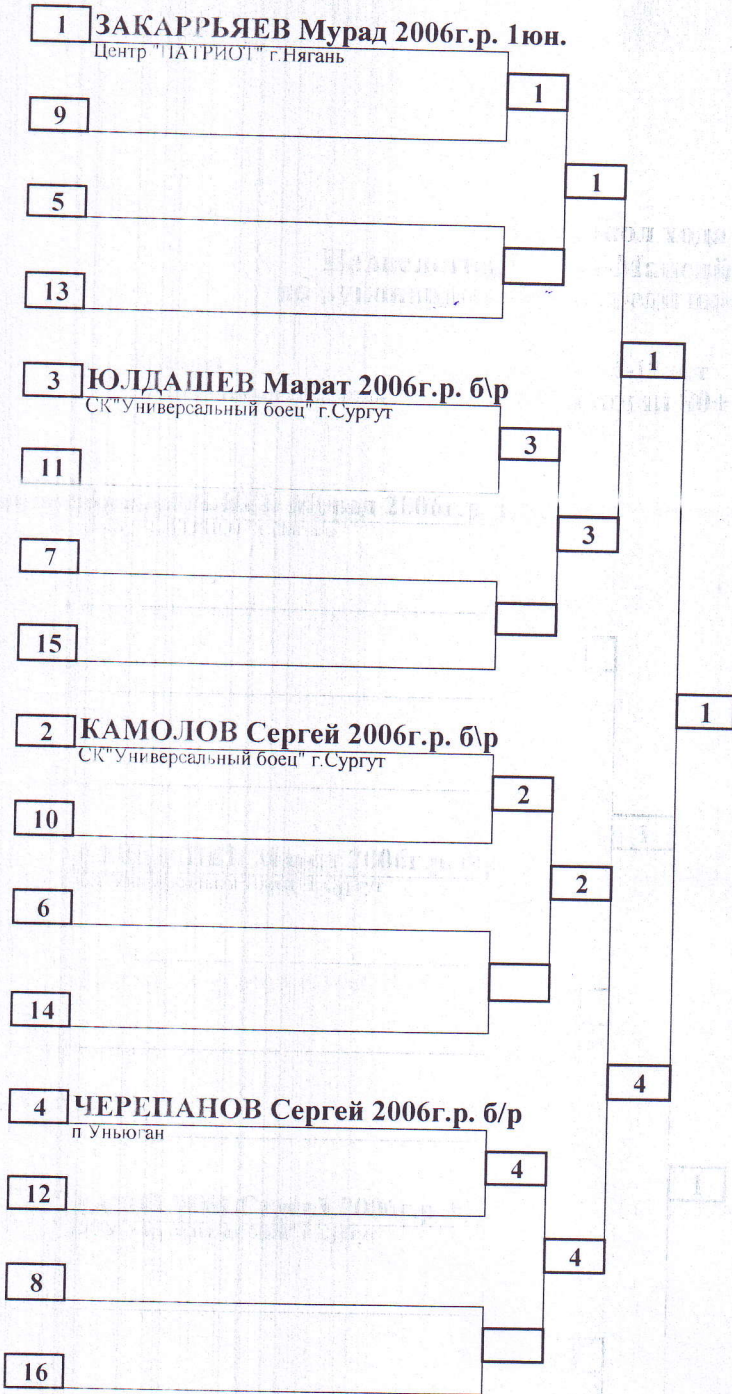 1 ЗАКАРРЬЯЕВ Мурад 2006г.р. 1юн.
Центр "ПАТРИОТ" г.Нягань
1
9
1
5
13
1
3 ЮЛДАШЕВ Марат 2006г.р. б\р
СК"Универсальный боец" г.Сургут
3
11
3
7
15
1
2 КАМОЛОВ Сергей 2006г.р. б\р
СК"Универсальный боец" г.Сургут
2
10
2
6
14
4
4 ЧЕРЕПАНОВ Сергей 2006г.р. б/р
п Уньюган
4
12
4
8
16